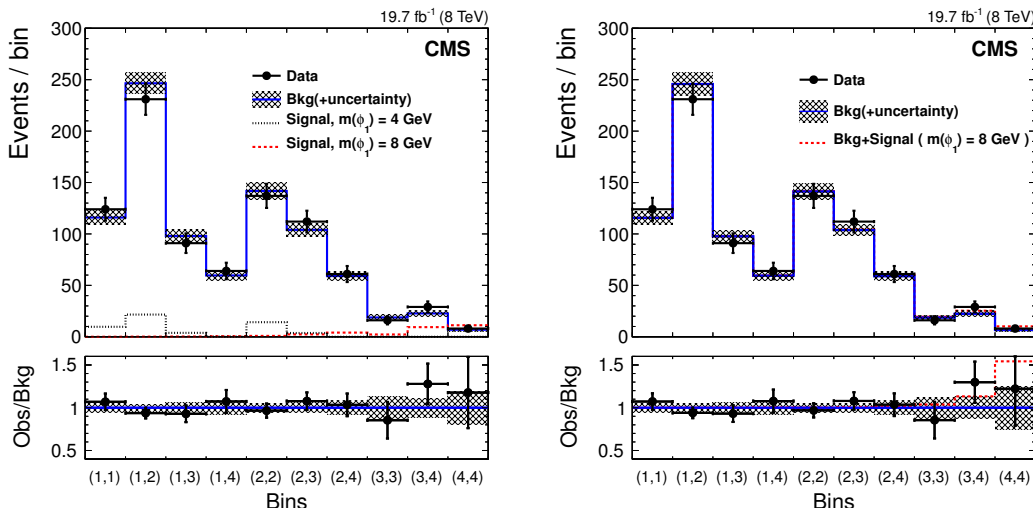 19.7 fb⁻¹ (8 TeV)
CMS
Events / bin
300
250
200
150
100
50
0
Data
Bkg(+uncertainty)
Signal, m(ϕ₁) = 4 GeV
Signal, m(ϕ₁) = 8 GeV
Obs/Bkg
1.5
1
0.5
(1,1) (1,2) (1,3) (1,4) (2,2) (2,3) (2,4) (3,3) (3,4) (4,4)
Bins
19.7 fb⁻¹ (8 TeV)
CMS
Events / bin
300
250
200
150
100
50
0
Data
Bkg(+uncertainty)
Bkg+Signal ( m(ϕ₁) = 8 GeV )
Obs/Bkg
1.5
1
0.5
(1,1) (1,2) (1,3) (1,4) (2,2) (2,3) (2,4) (3,3) (3,4) (4,4)
Bins